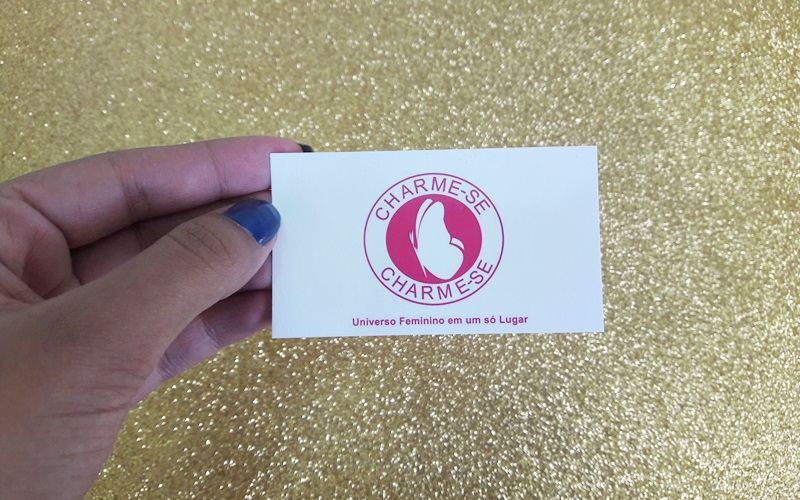 CHARME-SE
CHARME-SE
Universo Feminino em um só Lugar